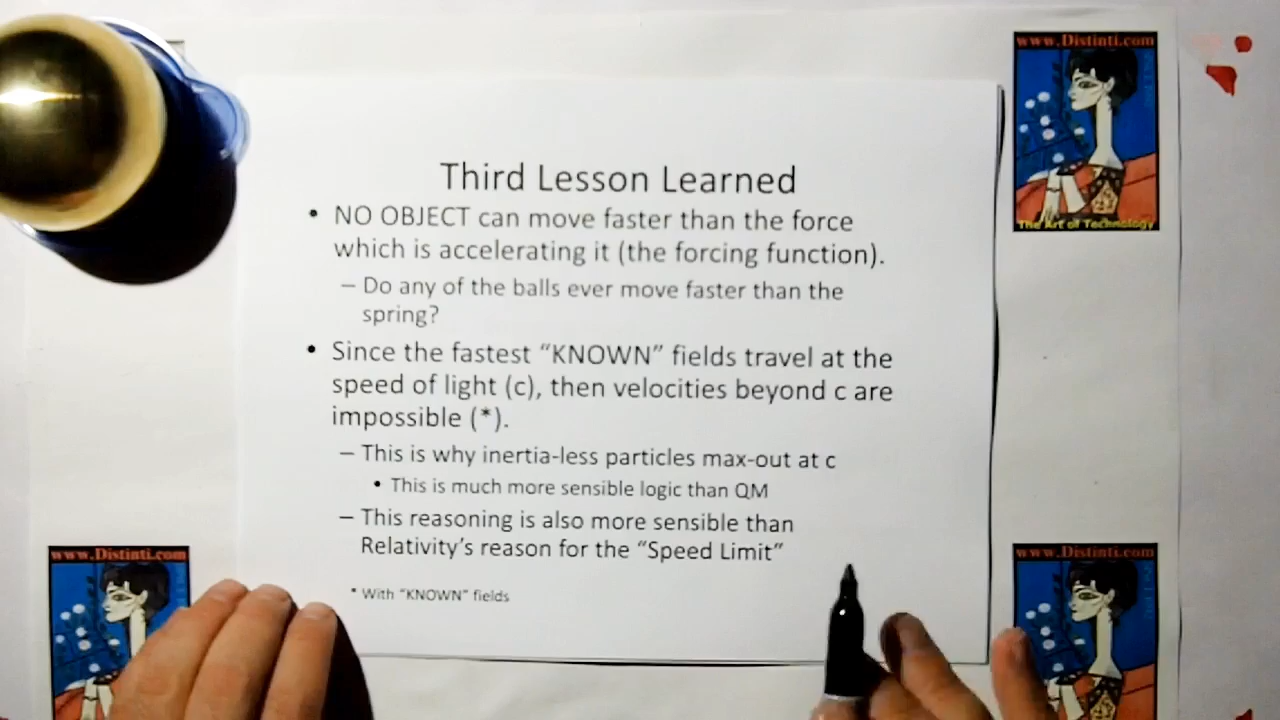 www.Distinti.com
The Art of Technology
Third Lesson Learned
• NO OBJECT can move faster than the force
which is accelerating it (the forcing function).
– Do any of the balls ever move faster than the
spring?
• Since the fastest “KNOWN” fields travel at the
speed of light (c), then velocities beyond c are
impossible (*).
– This is why inertia-less particles max-out at c
• This is much more sensible logic than QM
– This reasoning is also more sensible than
Relativity’s reason for the “Speed Limit”
* With “KNOWN” fields
www.Distinti.com
www.Distinti.com